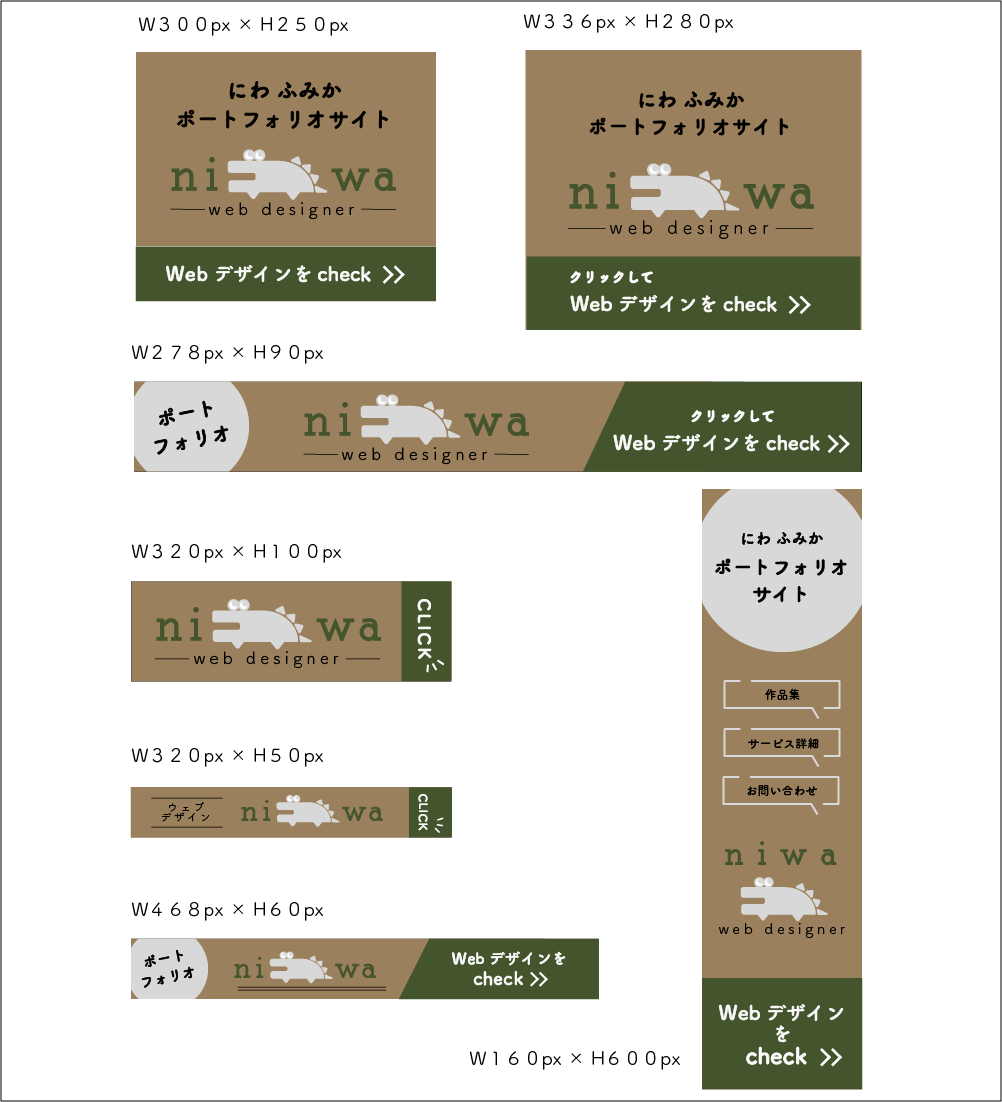 W３００px × H２５０px
にわ ふみか
ポートフォリオサイト
ni wa
web designer
Web デザインを check >>
W３３６px × H２８０px
にわ ふみか
ポートフォリオサイト
ni wa
web designer
クリックして
Web デザインを check >>
W２７８px × H９０px
ポート
フォリオ
ni wa
web designer
クリックして
Web デザインを check >>
W３２０px × H１００px
ni wa
web designer
CLICK
W３２０px × H５０px
ウェブ
デザイン
ni wa
CLICK
W４６８px × H６０px
ポート
フォリオ
ni wa
Web デザインを
check >>
にわ ふみか
ポートフォリオ
サイト
作品集
サービス詳細
お問い合わせ
niwa
web designer
Web デザイン
を
check >>
W１６０px × H６００px